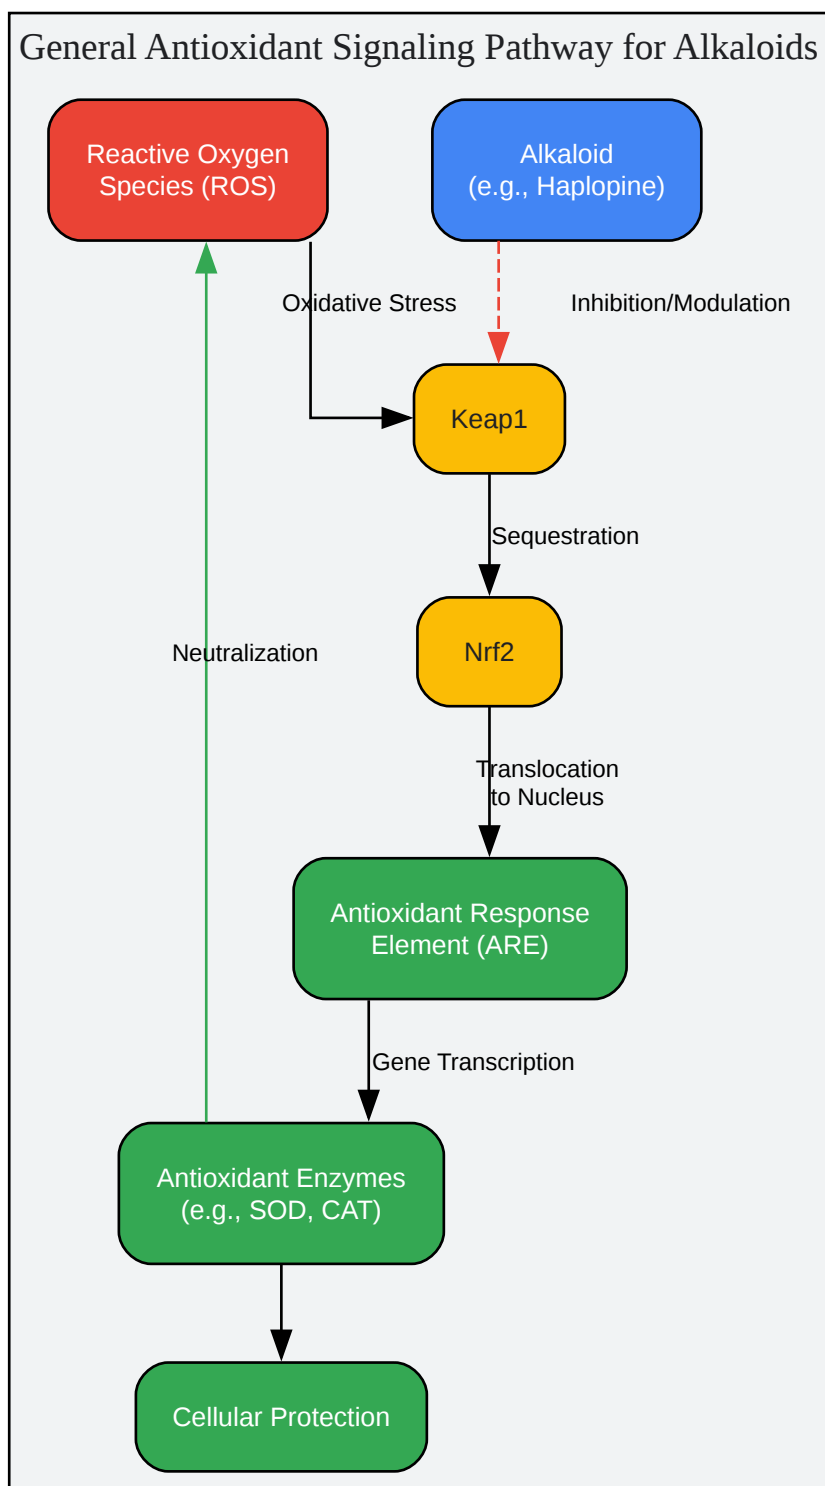 General Antioxidant Signaling Pathway for Alkaloids
Reactive Oxygen
Species (ROS)
Alkaloid
(e.g., Haplopine)
Oxidative Stress
Inhibition/Modulation
Keap1
Sequestration
Nrf2
Neutralization
Translocation
to Nucleus
Antioxidant Response
Element (ARE)
Gene Transcription
Antioxidant Enzymes
(e.g., SOD, CAT)
Cellular Protection